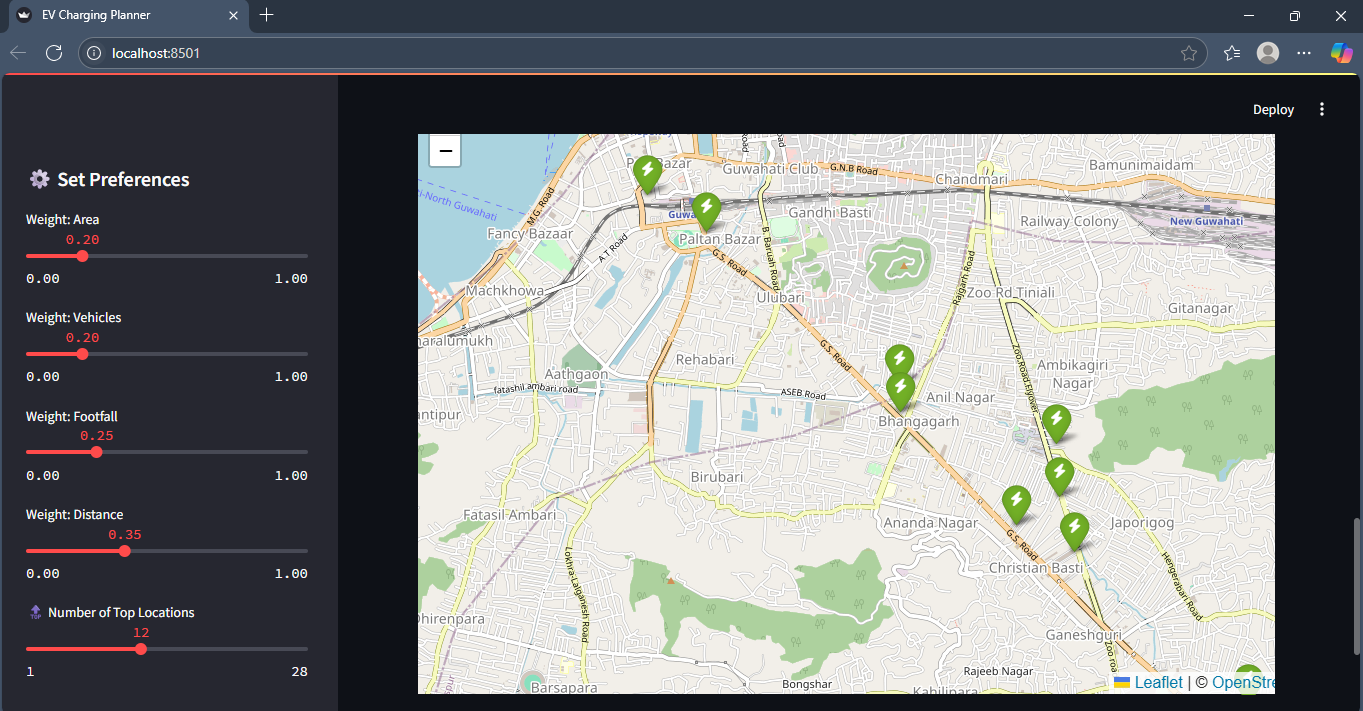 EV Charging Planner
localhost:8501
Deploy
Set Preferences
Weight: Area
0.20
0.00 1.00
Weight: Vehicles
0.20
0.00 1.00
Weight: Footfall
0.25
0.00 1.00
Weight: Distance
0.35
0.00 1.00
TOP Number of Top Locations
12
1 28
−
Bazar
Guwahati Club
G.N.B Road
Chandmari
Bamunimaidam
i-North Guwahati
M.G. Road
Fancy Bazaar
A T Road
Guwa
Paltan Bazar
Gandhi Basti
B. Baruah Road
Railway Colony
New Guwahati
G.S. Road
Machkhowa
Ulubari
Rajgarh Road
Zoo Rd Tiniali
Gitanagar
aralumukh
Rehabari
G.S. Road
Zoo Road Flyover
Ambikagiri
Nagar
Aathgaon
fatashil ambari road
ASEB Road
Anil Nagar
antipur
Bhangagarh
Birubari
Fatasil Ambari
Ananda Nagar
Japorigog
G.S. Road
Christian Basti
Lokhra-Lalganesh Road
Hengerabari Road
Dhirenpara
Ganeshguri
Zoo roa
Rajeeb Nagar
Barsapara
Bongshar
Kahilipara
Leaflet | © OpenStre